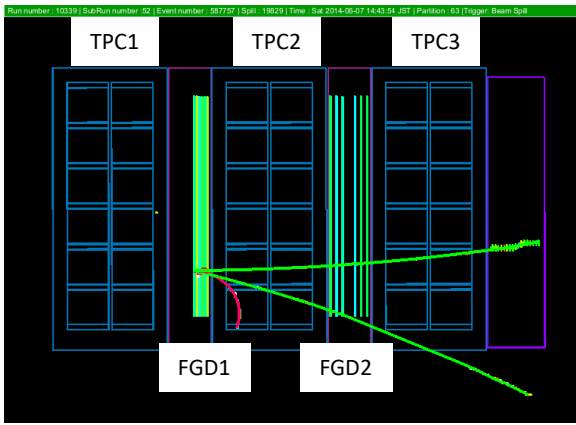 Run number : 10339 | SubRun number :52 | Event number : 587757 | Spill : 19829 | Time : Sat 2014-06-07 14:43:54 JST | Partition : 63 |Trigger: Beam Spill
TPC1 TPC2 TPC3
FGD1 FGD2